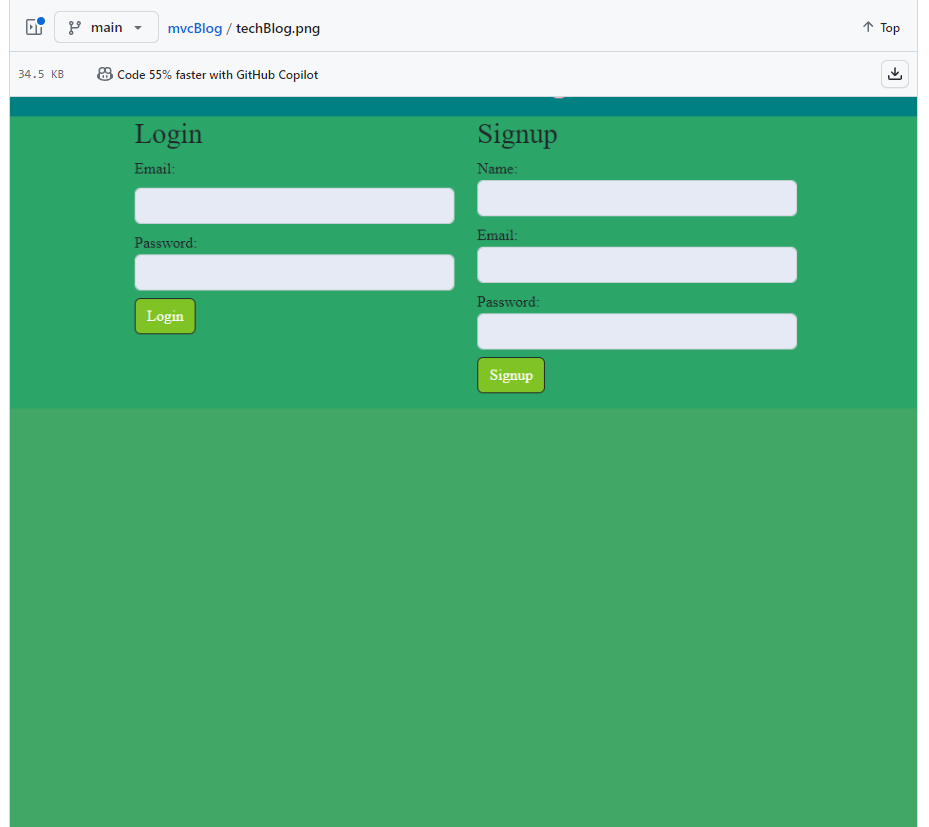 main mvcBlog / techBlog.png Top
34.5 KB Code 55% faster with GitHub Copilot
Login
Email:
Password:
Login
Signup
Name:
Email:
Password:
Signup